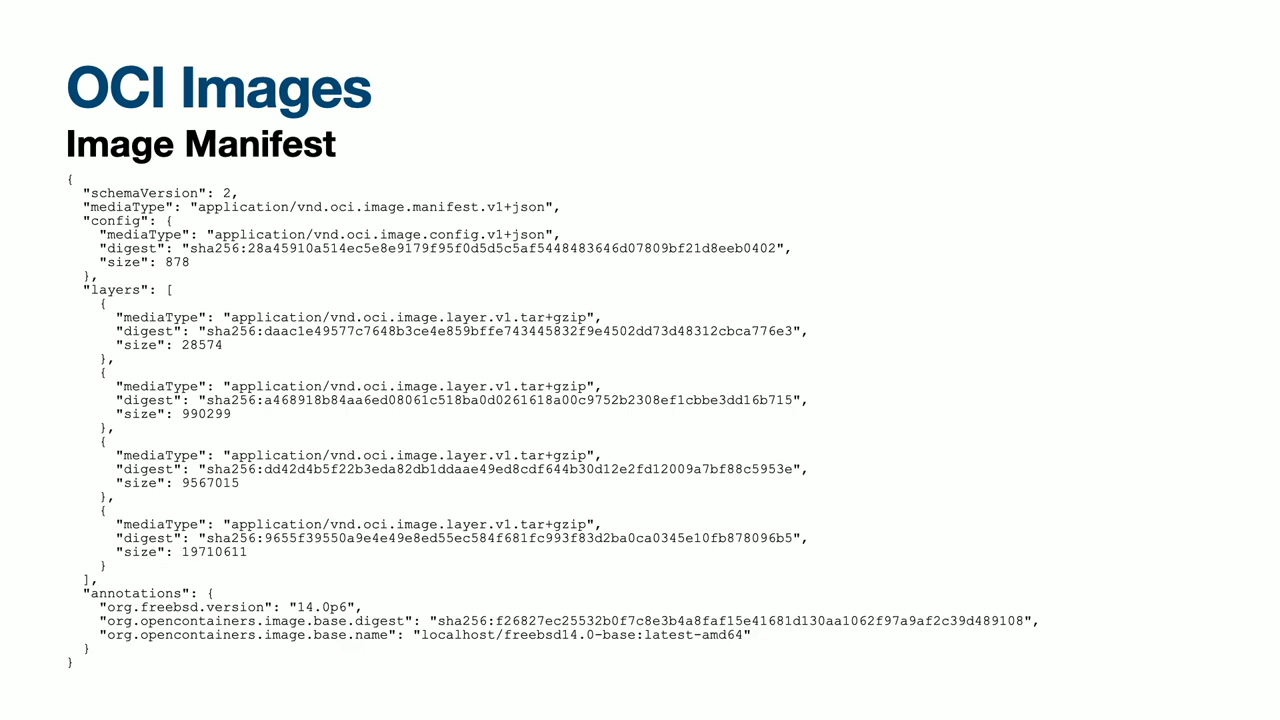 OCI Images
Image Manifest
{
  "schemaVersion": 2,
  "mediaType": "application/vnd.oci.image.manifest.v1+json",
  "config": {
    "mediaType": "application/vnd.oci.image.config.v1+json",
    "digest": "sha256:28a45910a514ec5e8e9179f95f0d5d5c5af5448483646d07809bf21d8eeb0402",
    "size": 878
  },
  "layers": [
    {
      "mediaType": "application/vnd.oci.image.layer.v1.tar+gzip",
      "digest": "sha256:daac1e49577c7648b3ce4e859bffe743445832f9e4502dd73d48312cbca776e3",
      "size": 28574
    },
    {
      "mediaType": "application/vnd.oci.image.layer.v1.tar+gzip",
      "digest": "sha256:a468918b84aa6ed08061c518ba0d0261618a00c9752b2308ef1cbbe3dd16b715",
      "size": 990299
    },
    {
      "mediaType": "application/vnd.oci.image.layer.v1.tar+gzip",
      "digest": "sha256:dd42d4b5f22b3eda82db1ddaae49ed8cdf644b30d12e2fd12009a7bf88c5953e",
      "size": 9567015
    },
    {
      "mediaType": "application/vnd.oci.image.layer.v1.tar+gzip",
      "digest": "sha256:9655f39550a9e4e49e8ed55ec584f681fc993f83d2ba0ca0345e10fb878096b5",
      "size": 19710611
    }
  ],
  "annotations": {
    "org.freebsd.version": "14.0p6",
    "org.opencontainers.image.base.digest": "sha256:f26827ec25532b0f7c8e3b4a8faf15e41681d130aa1062f97a9af2c39d489108",
    "org.opencontainers.image.base.name": "localhost/freebsd14.0-base:latest-amd64"
  }
}